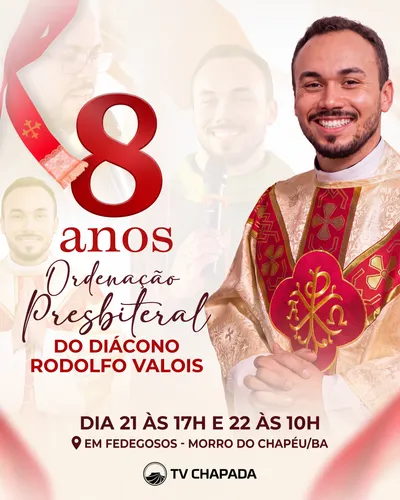 8
anos
Ordenação
Presbiteral
DO DIÁCONO
RODOLFO VALOIS
DIA 21 ÀS 17H E 22 ÀS 10H
EM FEDEGOSOS - MORRO DO CHAPÉU/BA
TV CHAPADA